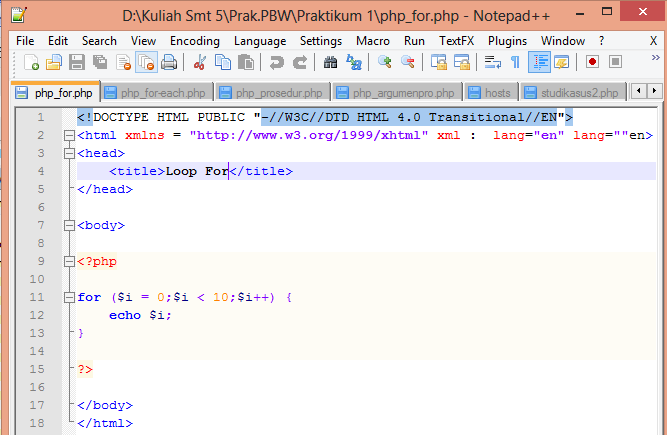 D:\Kuliah Smt 5\Prak.PBW\Praktikum 1\php_for.php - Notepad++
File Edit Search View Encoding Language Settings Macro Run TextFX Plugins Window ? X
php_for.php php_for-each.php php_prosedur.php php_argumenpro.php hosts studikasus2.php
1 <!DOCTYPE HTML PUBLIC "-//W3C//DTD HTML 4.0 Transitional//EN">
2 <html xmlns = "http://www.w3.org/1999/xhtml" xml : lang="en" lang=""en>
3 <head>
4 <title>Loop For</title>
5 </head>
6
7 <body>
8
9 <?php
10
11 for ($i = 0;$i < 10;$i++) {
12 echo $i;
13 }
14
15 ?>
16
17 </body>
18 </html>